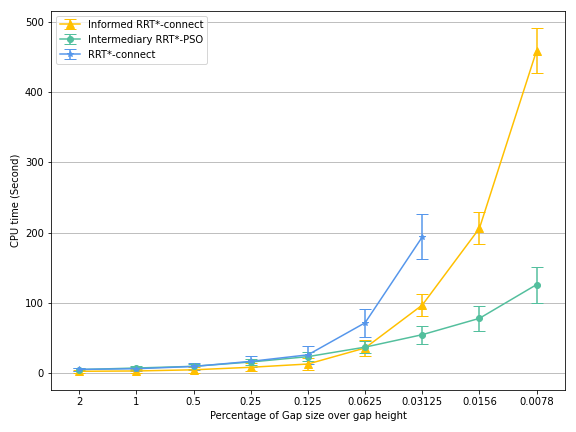 500
400
300
200
100
0
CPU time (Second)
Informed RRT*-connect
Intermediary RRT*-PSO
RRT*-connect
2 1 0.5 0.25 0.125 0.0625 0.03125 0.0156 0.0078
Percentage of Gap size over gap height